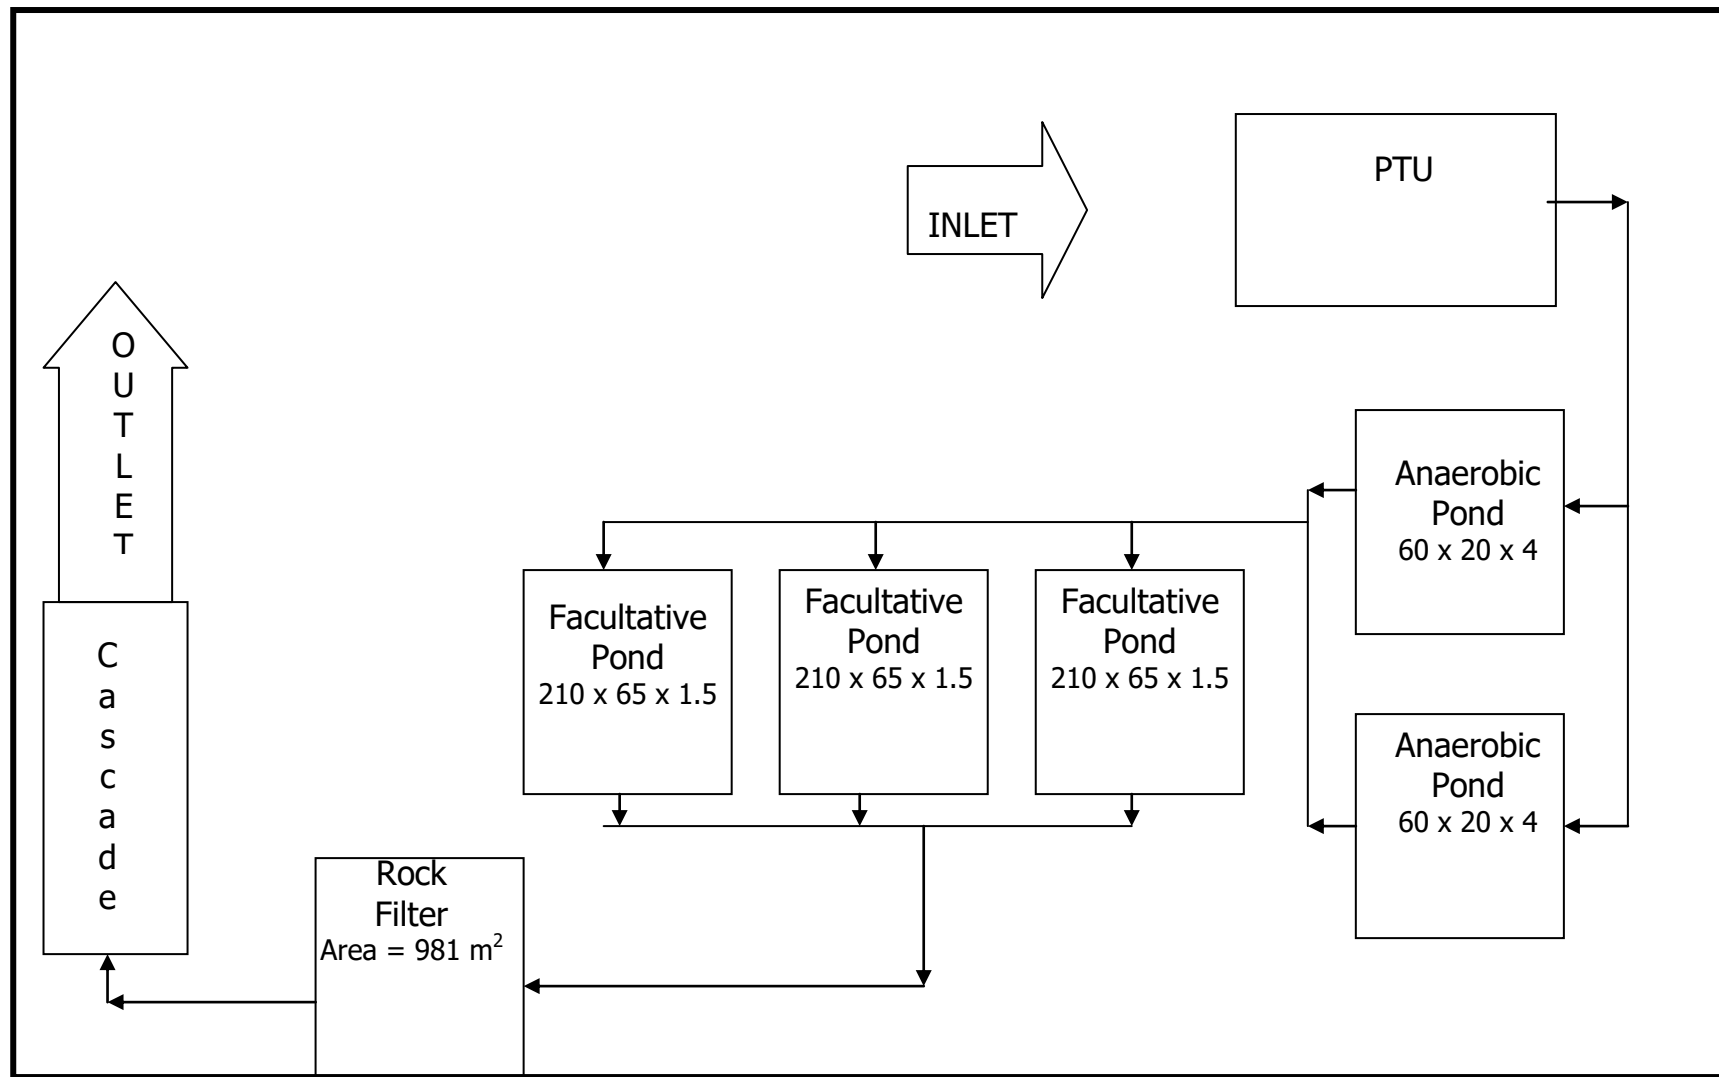 PTU
INLET
O
U
T
L
E
T
Anaerobic
Pond
60 x 20 x 4
Facultative
Pond
210 x 65 x 1.5
Facultative
Pond
210 x 65 x 1.5
Facultative
Pond
210 x 65 x 1.5
C
a
s
c
a
d
e
Anaerobic
Pond
60 x 20 x 4
Rock
Filter
Area = 981 m²